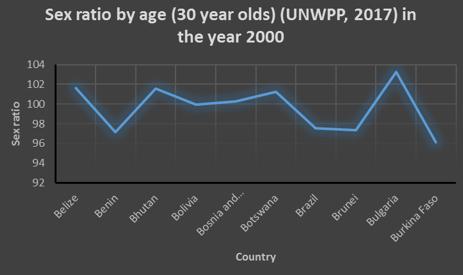 Sex ratio by age (30 year olds) (UNWPP, 2017) in
the year 2000
104
102
100
98
96
94
92
Sex ratio
Belize
Benin
Bhutan
Bolivia
Bosnia and...
Botswana
Brazil
Brunei
Bulgaria
Burkina Faso
Country